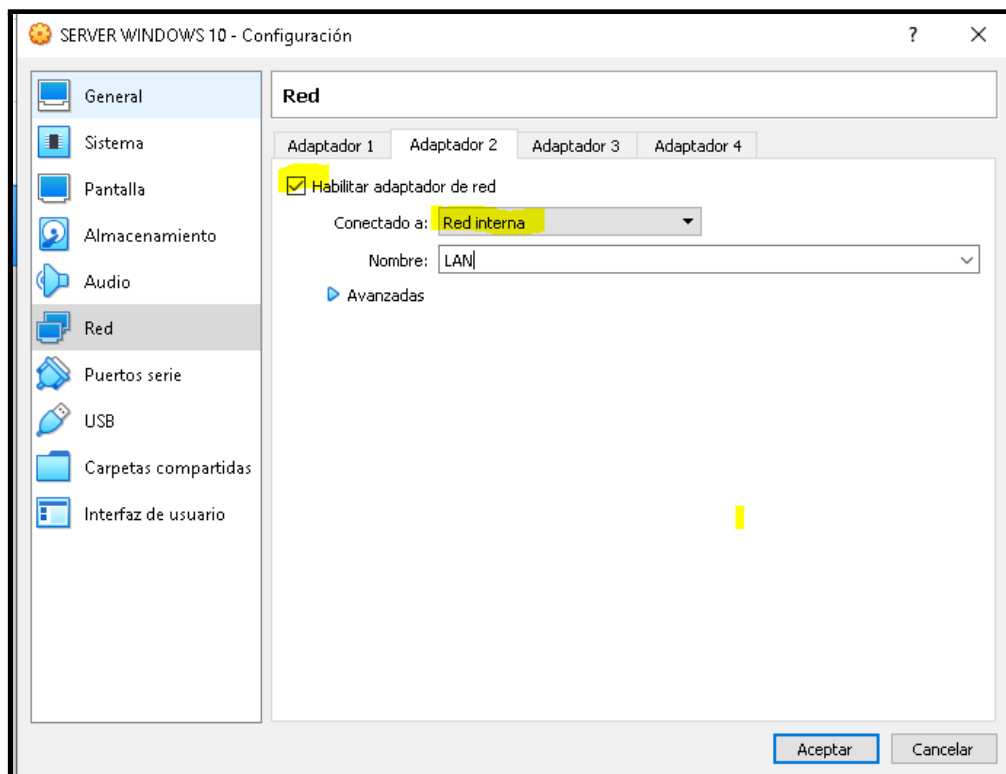 SERVER WINDOWS 10 - Configuración
?
General
Sistema
Pantalla
Almacenamiento
Audio
Red
Puertos serie
USB
Carpetas compartidas
Interfaz de usuario
Red
Adaptador 1 Adaptador 2 Adaptador 3 Adaptador 4
Habilitar adaptador de red
Conectado a: Red interna
Nombre: LAN
Avanzadas
Aceptar Cancelar